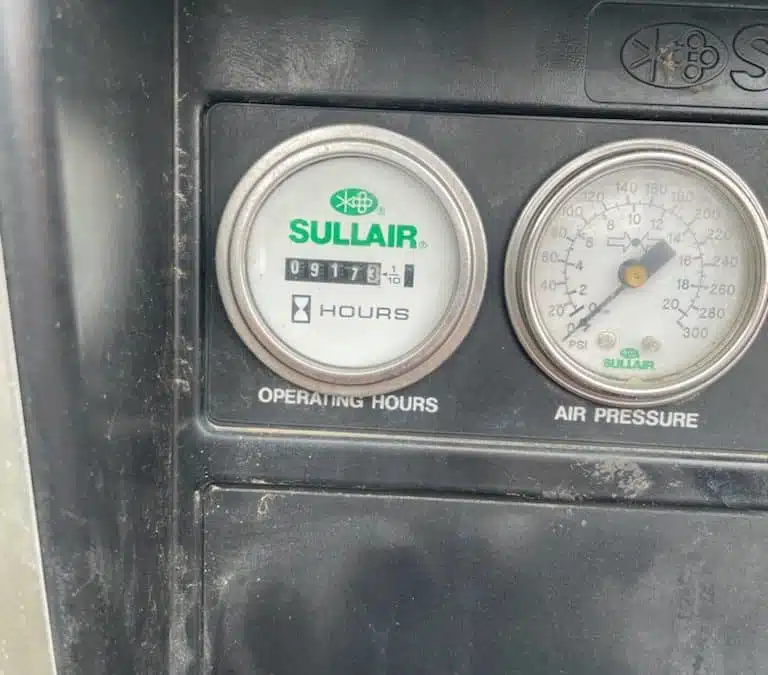 S
SULLAIR®
09173 1/10
HOURS
OPERATING HOURS
0 20 40 60 80 100 120 140 160 180 200 220 240 260 280 300
0 2 4 6 8 10 12 14 16 18 20
PSI
SULLAIR
AIR PRESSURE